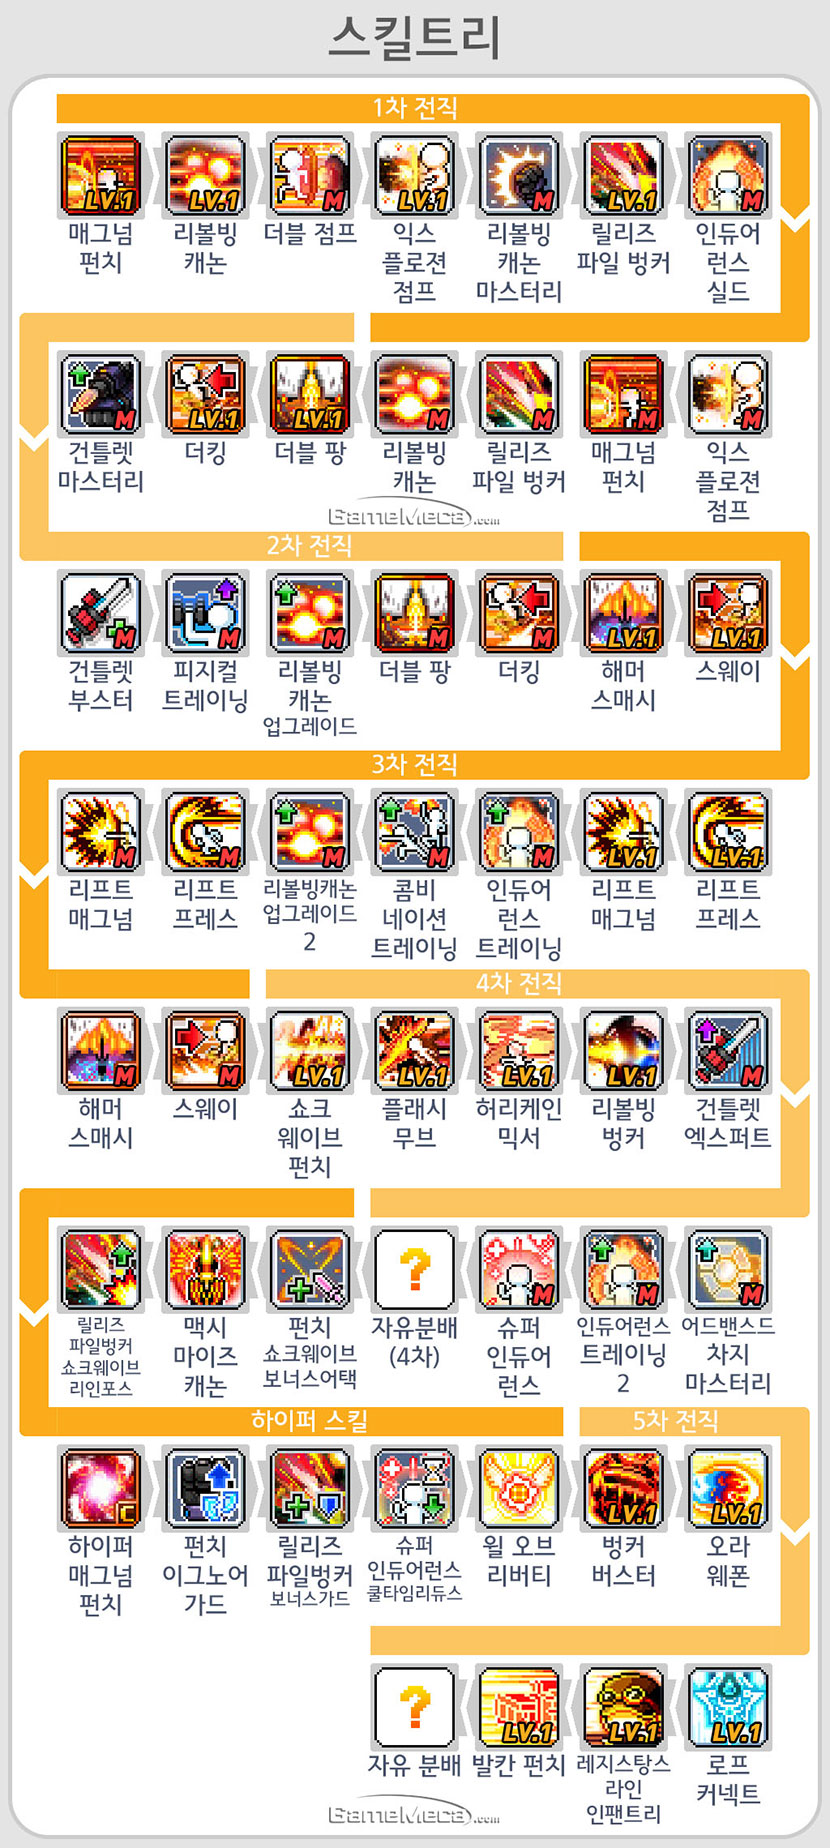 스킬트리
1차 전직
LV.1
LV.1
M
LV.1
M
LV.1
M
매그넘
펀치
리볼빙
캐논
더블 점프
익스
플로젼
점프
리볼빙
캐논
마스터리
릴리즈
파일 벙커
인듀어
런스
실드
M
LV.1
LV.1
M
M
M
M
건틀렛
마스터리
더킹
더블 팡
리볼빙
캐논
릴리즈
파일 벙커
매그넘
펀치
익스
플로젼
점프
GameMeca.com
2차 전직
M
M
M
M
M
LV.1
LV.1
건틀렛
부스터
피지컬
트레이닝
리볼빙
캐논
업그레이드
더블 팡
더킹
해머
스매시
스웨이
3차 전직
M
M
M
M
M
LV.1
LV.1
리프트
매그넘
리프트
프레스
리볼빙캐논
업그레이드
2
콤비
네이션
트레이닝
인듀어
런스
트레이닝
리프트
매그넘
리프트
프레스
4차 전직
M
M
LV.1
LV.1
LV.1
LV.1
M
해머
스매시
스웨이
쇼크
웨이브
펀치
플래시
무브
허리케인
믹서
리볼빙
벙커
건틀렛
엑스퍼트
?
M
M
M
릴리즈
파일벙커
쇼크웨이브
리인포스
맥시
마이즈
캐논
펀치
쇼크웨이브
보너스어택
자유분배
(4차)
슈퍼
인듀어
런스
인듀어런스
트레이닝
2
어드밴스드
차지
마스터리
하이퍼 스킬
5차 전직
C
LV.1
LV.1
하이퍼
매그넘
펀치
펀치
이그노어
가드
릴리즈
파일벙커
보너스가드
슈퍼
인듀어런스
쿨타임리듀스
윌 오브
리버티
벙커
버스터
오라
웨폰
?
LV.1
LV.1
LV.1
자유 분배
발칸 펀치
레지스탕스
라인
인팬트리
로프
커넥트
GameMeca.com